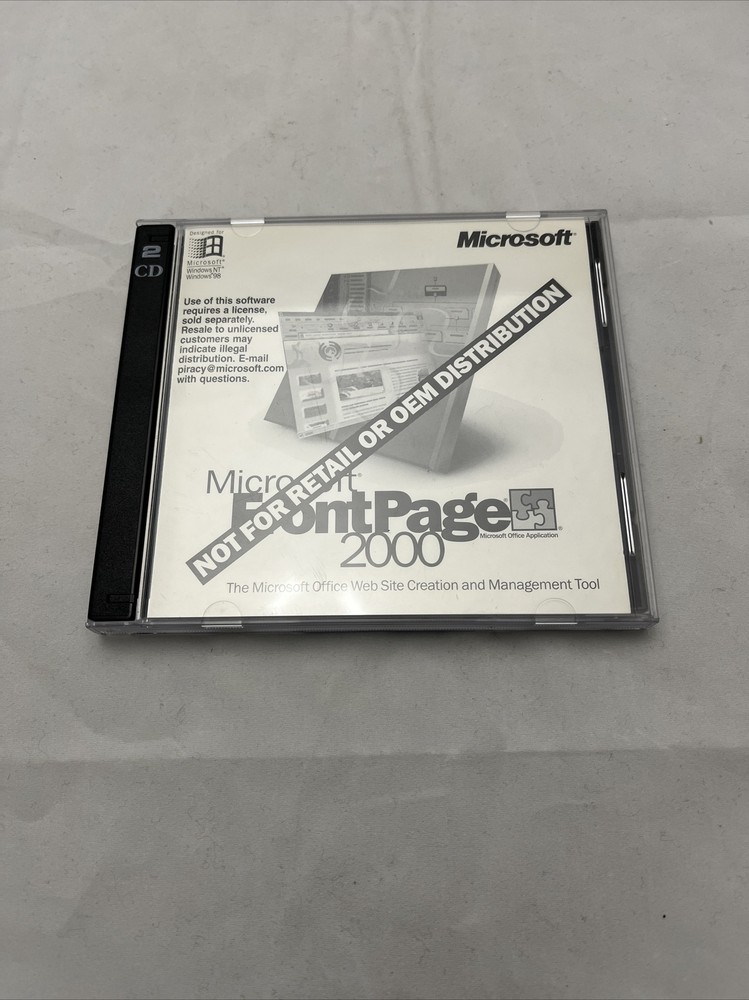 2
CD
Designed for
Microsoft®
Windows NT®
Windows®98
Microsoft®
Use of this software
requires a license,
sold separately.
Resale to unlicensed
customers may
indicate illegal
distribution. E-mail
piracy@microsoft.com
with questions.
NOT FOR RETAIL OR OEM DISTRIBUTION
Microsoft®
FrontPage®
2000
Microsoft Office Application
The Microsoft Office Web Site Creation and Management Tool